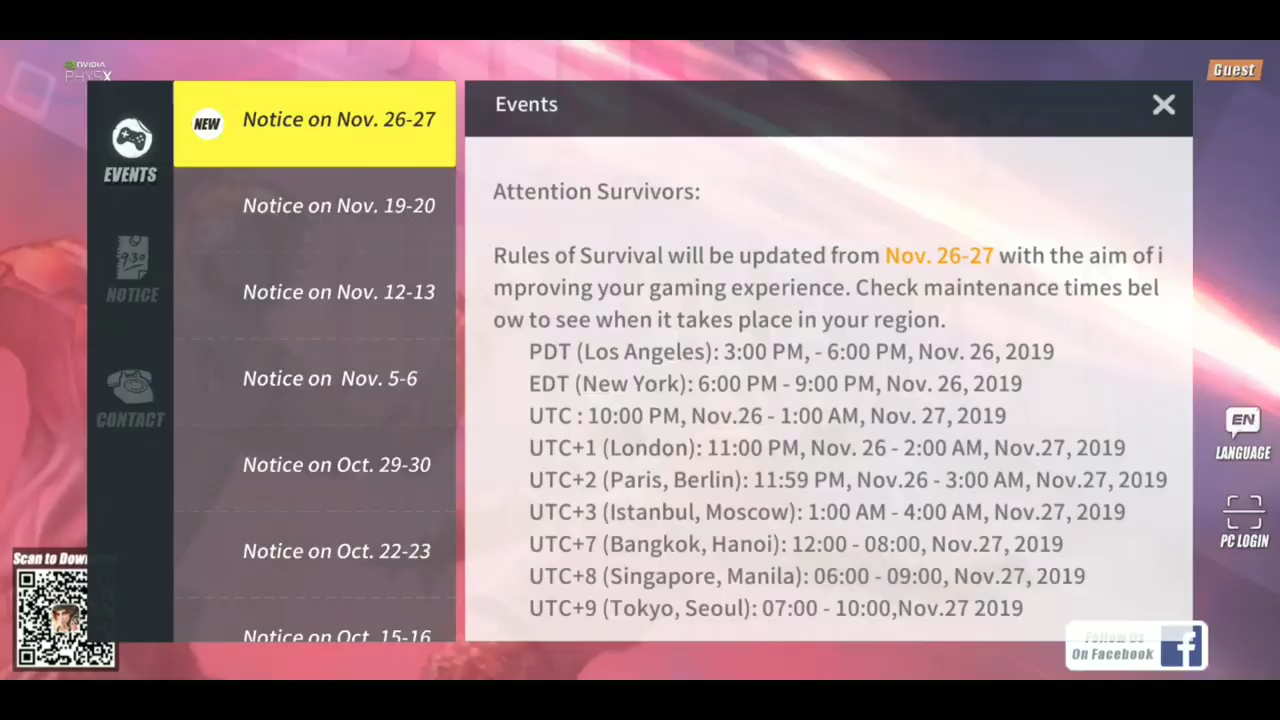 NVIDIA
PHYSX
Guest
EVENTS
NOTICE
CONTACT
NEW
Notice on Nov. 26-27
Notice on Nov. 19-20
Notice on Nov. 12-13
Notice on Nov. 5-6
Notice on Oct. 29-30
Notice on Oct. 22-23
Notice on Oct. 15-16
Events
Attention Survivors:
Rules of Survival will be updated from Nov. 26-27 with the aim of i
mproving your gaming experience. Check maintenance times bel
ow to see when it takes place in your region.
PDT (Los Angeles): 3:00 PM, - 6:00 PM, Nov. 26, 2019
EDT (New York): 6:00 PM - 9:00 PM, Nov. 26, 2019
UTC : 10:00 PM, Nov.26 - 1:00 AM, Nov. 27, 2019
UTC+1 (London): 11:00 PM, Nov. 26 - 2:00 AM, Nov.27, 2019
UTC+2 (Paris, Berlin): 11:59 PM, Nov.26 - 3:00 AM, Nov.27, 2019
UTC+3 (Istanbul, Moscow): 1:00 AM - 4:00 AM, Nov.27, 2019
UTC+7 (Bangkok, Hanoi): 12:00 - 08:00, Nov.27, 2019
UTC+8 (Singapore, Manila): 06:00 - 09:00, Nov.27, 2019
UTC+9 (Tokyo, Seoul): 07:00 - 10:00,Nov.27 2019
EN
LANGUAGE
PC LOGIN
Scan to Down
Follow Us
On Facebook
f
9.30